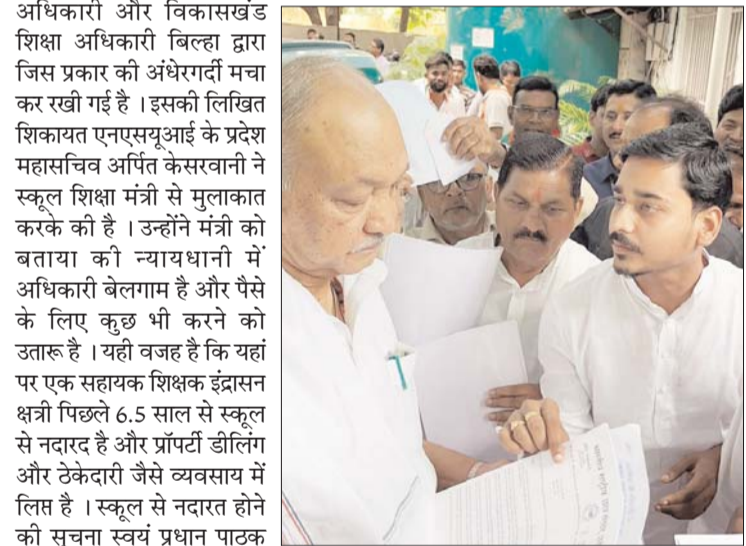 अधिकारी और विकासखंड
शिक्षा अधिकारी बिल्हा द्वारा
जिस प्रकार की अंधेरगर्दी मचा
कर रखी गई है । इसकी लिखित
शिकायत एनएसयूआई के प्रदेश
महासचिव अर्पित केसरवानी ने
स्कूल शिक्षा मंत्री से मुलाकात
करके की है । उन्होंने मंत्री को
बताया की न्यायधानी में
अधिकारी बेलगाम है और पैसे
के लिए कुछ भी करने को
उतारू है । यही वजह है कि यहां
पर एक सहायक शिक्षक इंद्रासन
क्षत्री पिछले 6.5 साल से स्कूल
से नदारद है और प्रॉपर्टी डीलिंग
और ठेकेदारी जैसे व्यवसाय में
लिप्त है । स्कूल से नदारत होने
की सूचना स्वयं प्रधान पाठक